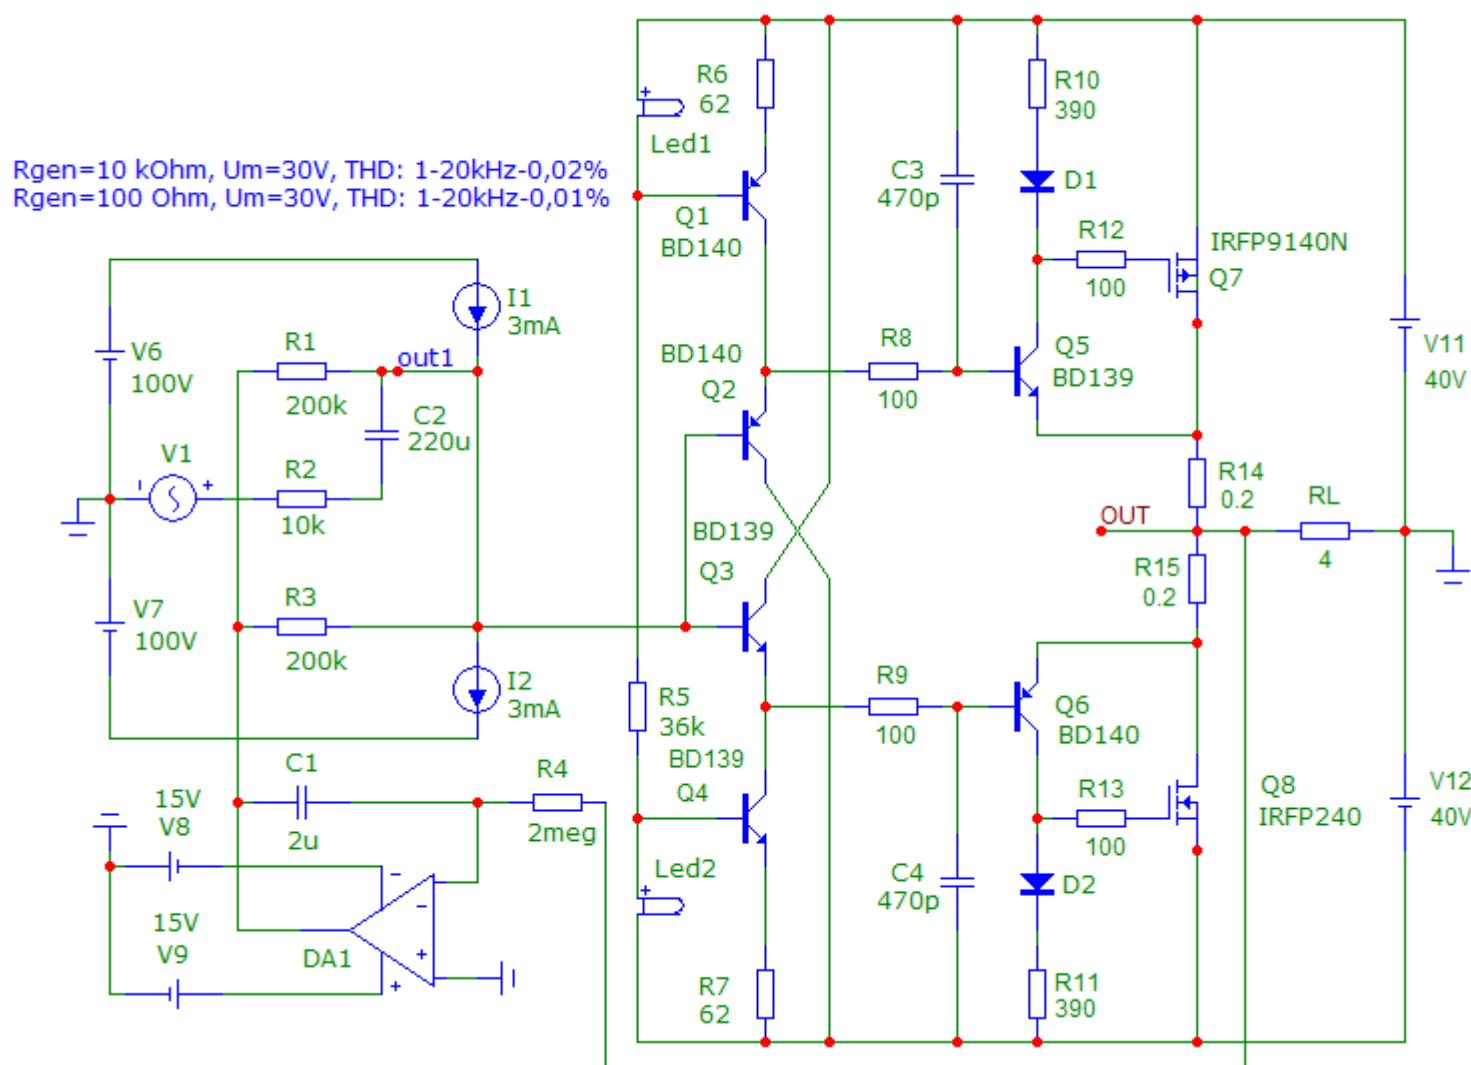 Rgen=10 kOhm, Um=30V, THD: 1-20kHz-0,02%
Rgen=100 Ohm, Um=30V, THD: 1-20kHz-0,01%
R6
62
Led1
Q1
BD140
C3
470p
R10
390
D1
R12
100
IRFP9140N
Q7
V6
100V
I1
3mA
R1
200k
out1
C2
220u
V1
R2
10k
BD140
Q2
R8
100
Q5
BD139
V11
40V
R14
0.2
RL
4
OUT
BD139
Q3
R15
0.2
V7
100V
R3
200k
I2
3mA
R5
36k
BD139
Q4
R9
100
Q6
BD140
C1
2u
R4
2meg
15V
V8
15V
V9
DA1
Led2
C4
470p
R13
100
D2
Q8
IRFP240
V12
40V
R7
62
R11
390